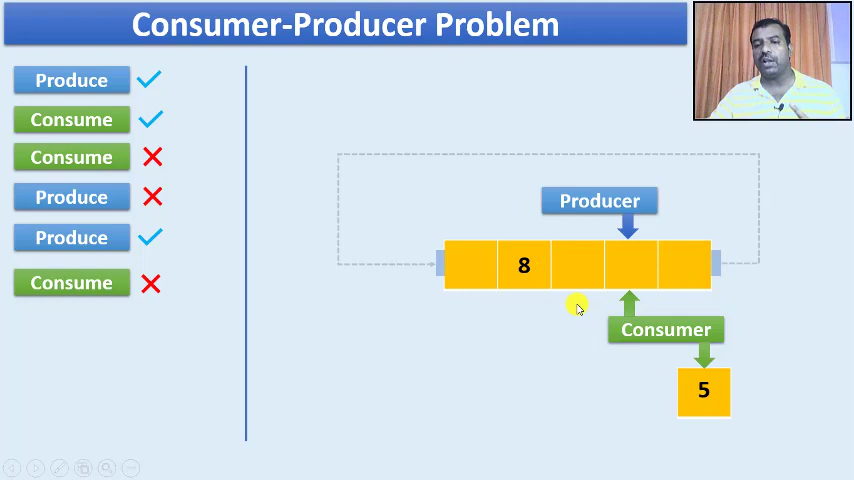 Consumer-Producer Problem
Produce
Consume
Consume
Produce
Produce
Consume
Producer
8
Consumer
5